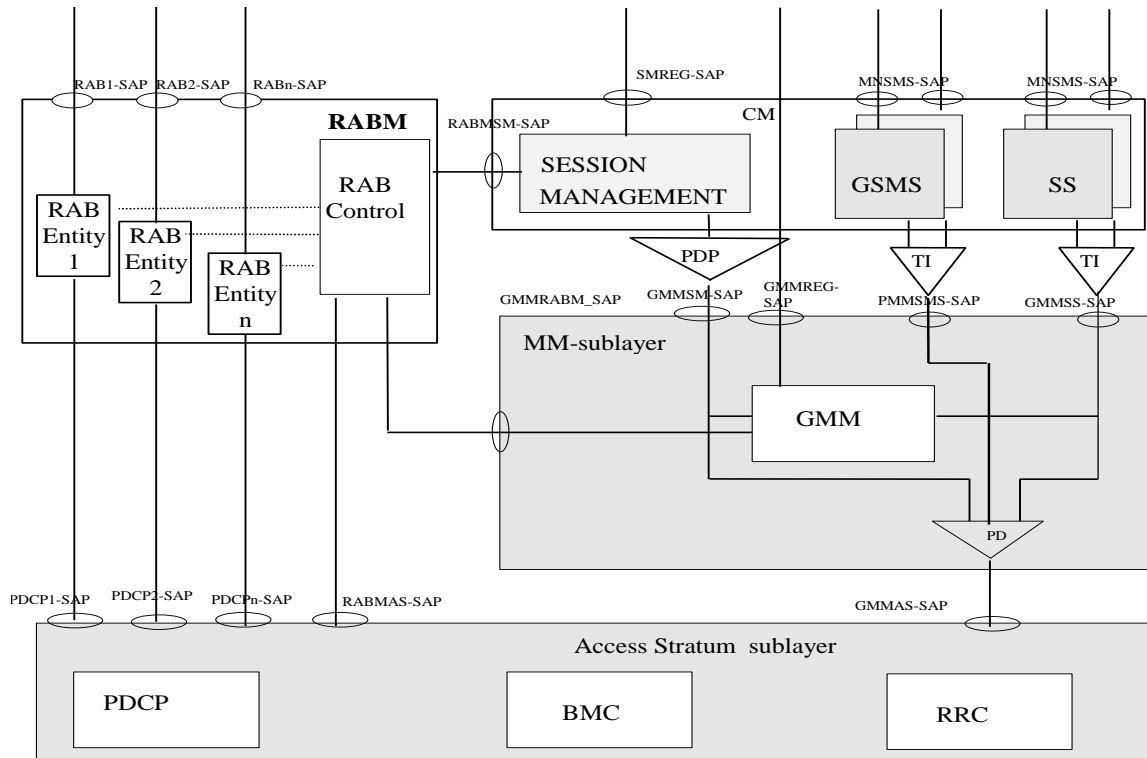 RAB1-SAP
RAB2-SAP
RABn-SAP
SMREG-SAP
MNSMS-SAP
MNSMS-SAP
CM
RABM
RABMSM-SAP
RAB
Control
SESSION
MANAGEMENT
GSMS
SS
RAB
Entity
1
RAB
Entity
2
RAB
Entity
n
PDP
TI
TI
GMMRABM_SAP
GMMSM-SAP
GMMREG-
SAP
PMMSMS-SAP
GMMSS-SAP
MM-sublayer
GMM
PD
PDCP1-SAP
PDCP2-SAP
PDCPn-SAP
RABMAS-SAP
GMMAS-SAP
Access Stratum sublayer
PDCP
BMC
RRC